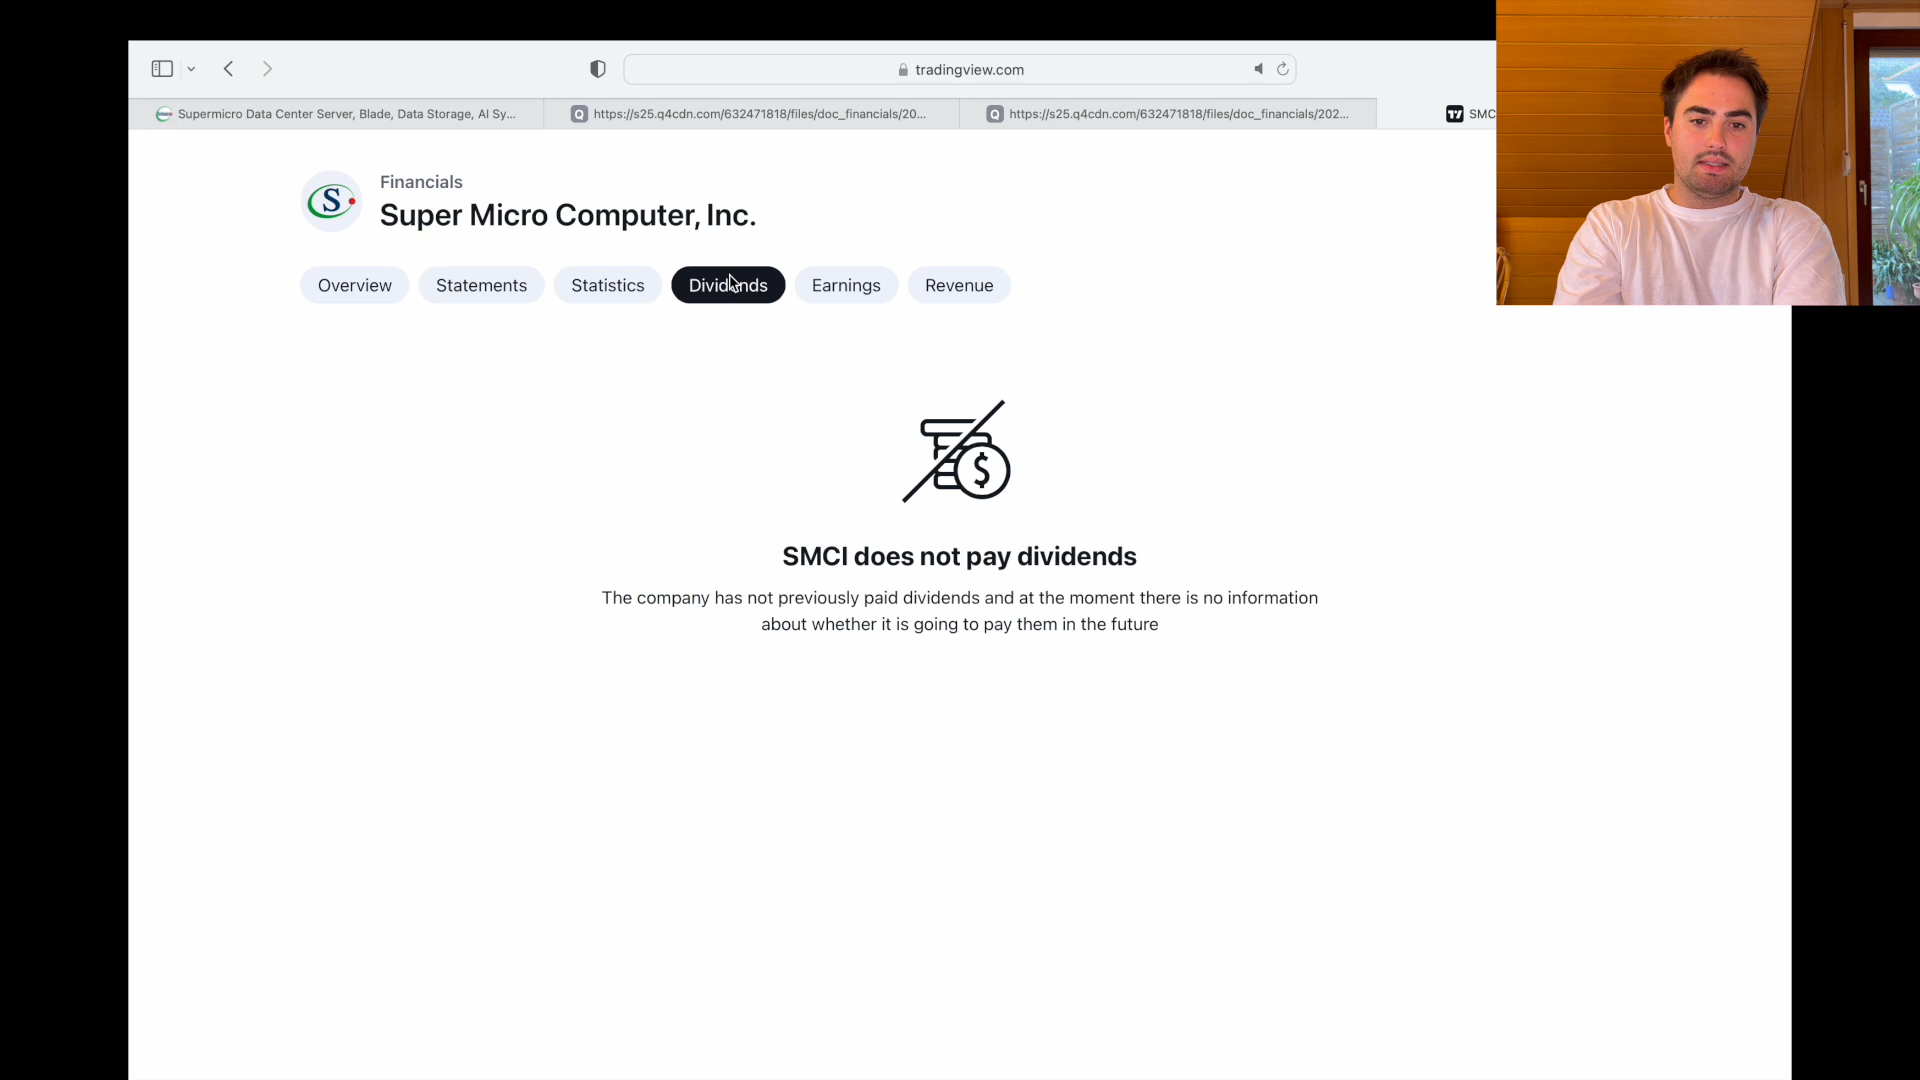 tradingview.com
Supermicro Data Center Server, Blade, Data Storage, AI Sy...
https://s25.q4cdn.com/632471818/files/doc_financials/20...
https://s25.q4cdn.com/632471818/files/doc_financials/202...
SMC
S
Financials
Super Micro Computer, Inc.
Overview
Statements
Statistics
Dividends
Earnings
Revenue
$
SMCI does not pay dividends
The company has not previously paid dividends and at the moment there is no information
about whether it is going to pay them in the future